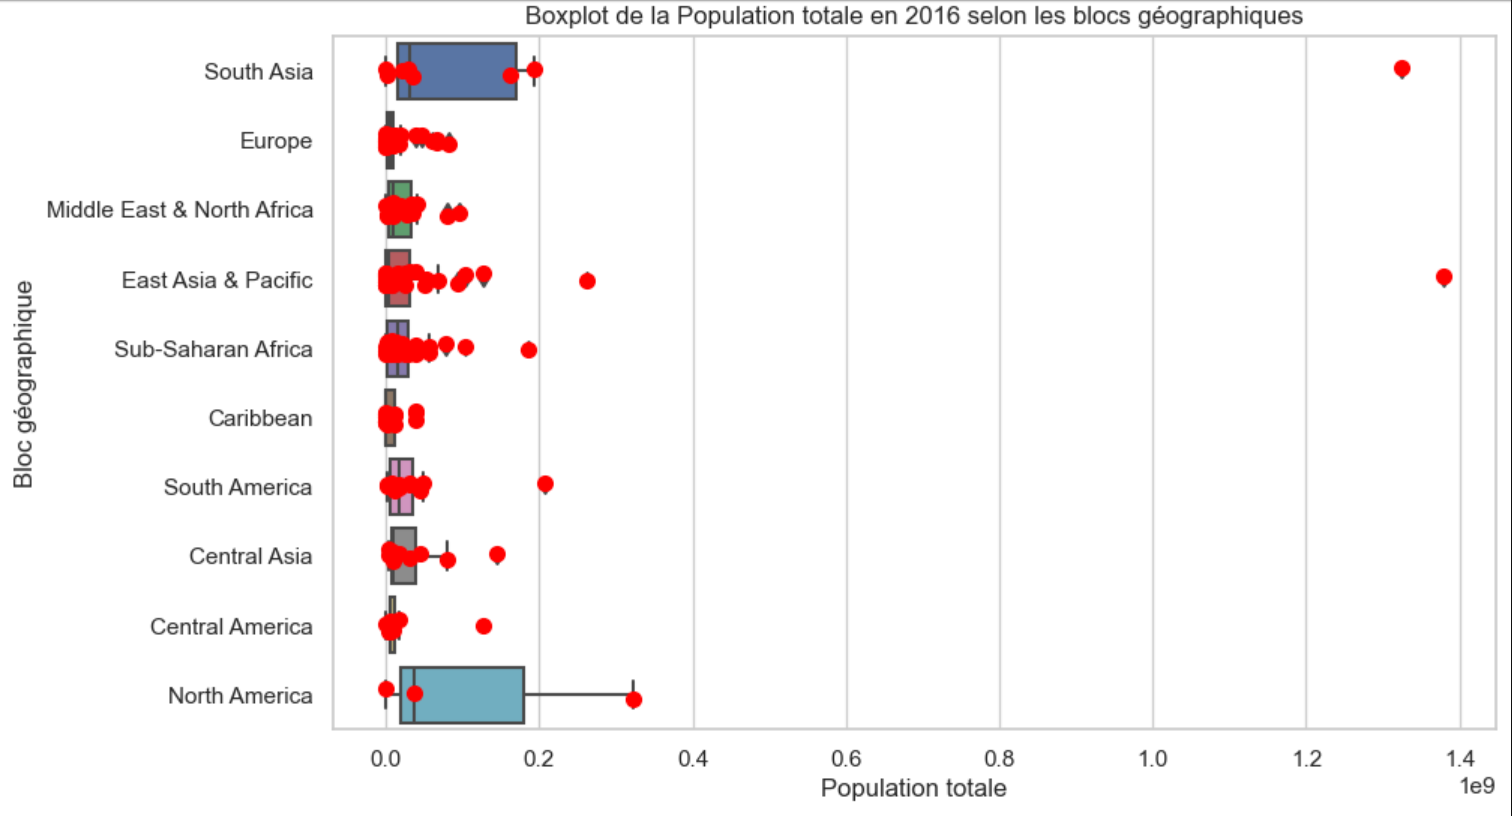 Boxplot de la Population totale en 2016 selon les blocs géographiques
Bloc géographique
South Asia
Europe
Middle East & North Africa
East Asia & Pacific
Sub-Saharan Africa
Caribbean
South America
Central Asia
Central America
North America
0.0 0.2 0.4 0.6 0.8 1.0 1.2 1.4
1e9
Population totale